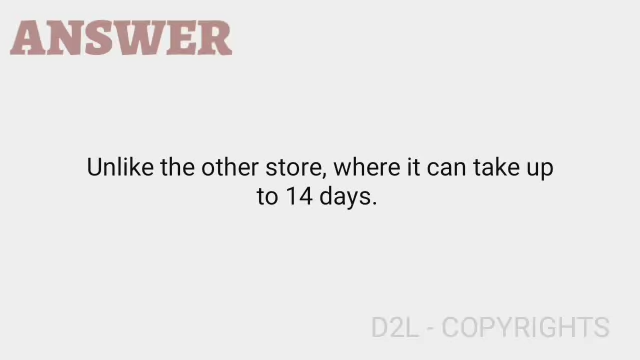 ANSWER
Unlike the other store, where it can take up
to 14 days.
D2L - COPYRIGHTS